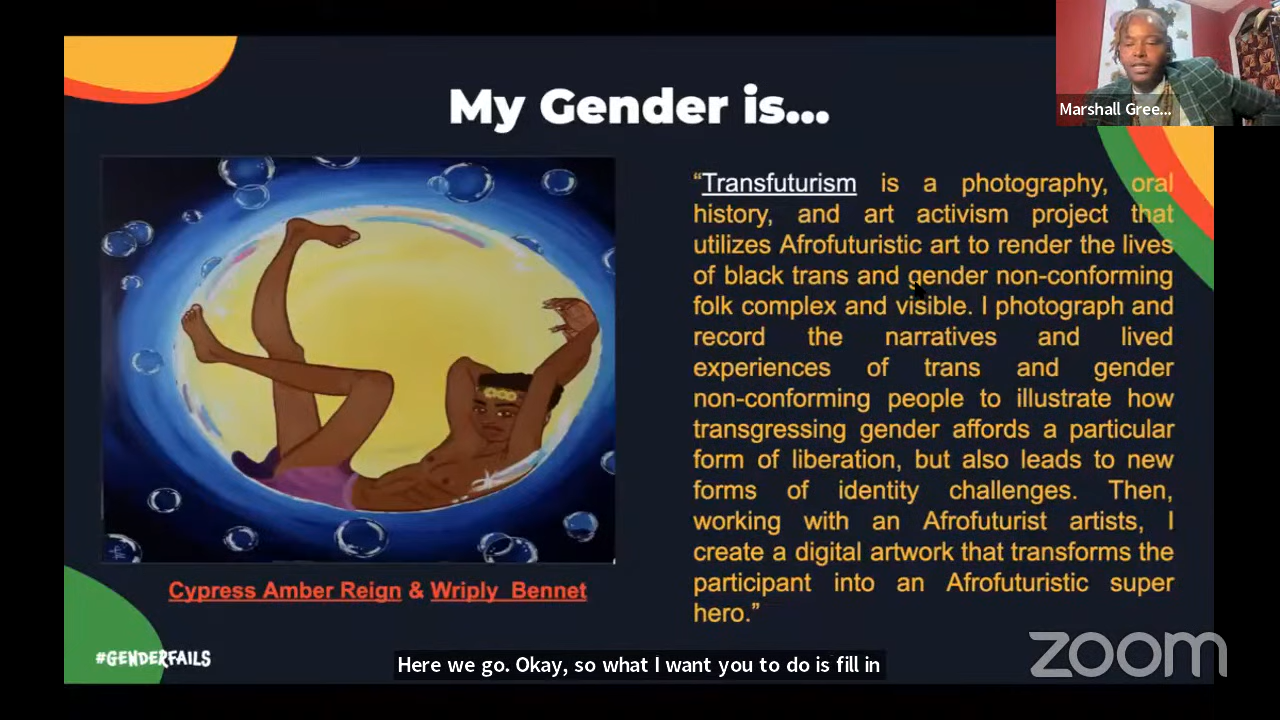 My Gender is...
Marshall Gree...
“Transfuturism is a photography, oral
history, and art activism project that
utilizes Afrofuturistic art to render the lives
of black trans and gender non-conforming
folk complex and visible. I photograph and
record the narratives and lived
experiences of trans and gender
non-conforming people to illustrate how
transgressing gender affords a particular
form of liberation, but also leads to new
forms of identity challenges. Then,
working with an Afrofuturist artists, I
create a digital artwork that transforms the
participant into an Afrofuturistic super
hero.”
Cypress Amber Reign & Wriply Bennet
#GENDERFAILS
Here we go. Okay, so what I want you to do is fill in
zoom